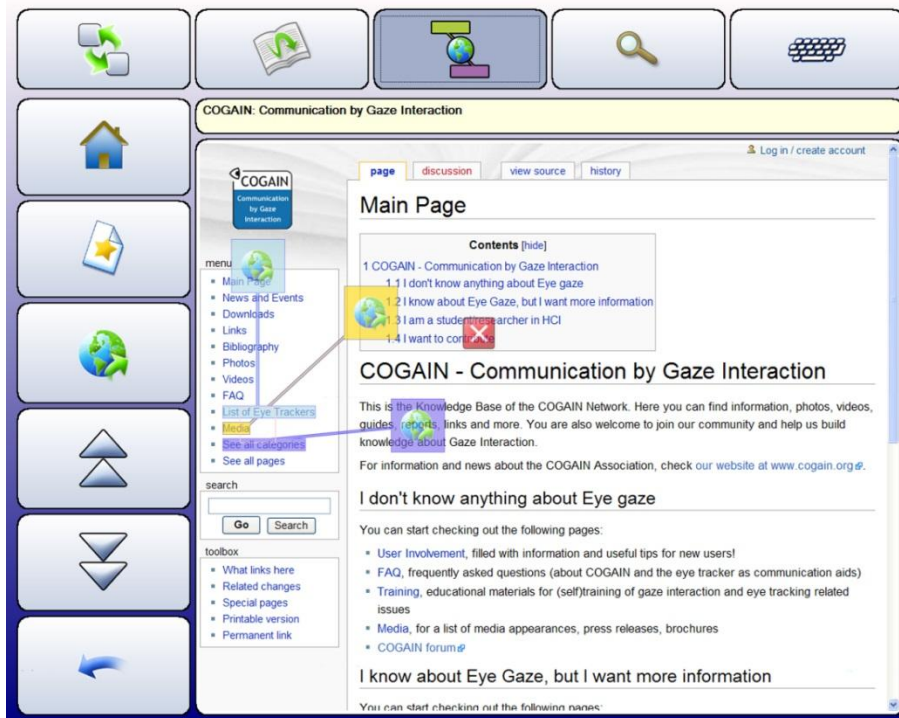 COGAIN: Communication by Gaze Interaction
Log in / create account
COGAIN
Communication
by Gaze
Interaction
page discussion view source history
Main Page
Contents [hide]
1 COGAIN - Communication by Gaze Interaction
1.1 I don't know anything about Eye gaze
1.2 I know about Eye Gaze, but I want more information
1.3 I am a student/researcher in HCI
1.4 I want to contribute
menu
Main Page
News and Events
Downloads
Links
Bibliography
Photos
Videos
FAQ
List of Eye Trackers
Media
See all categories
See all pages
search
Go Search
toolbox
What links here
Related changes
Special pages
Printable version
Permanent link
COGAIN - Communication by Gaze Interaction
This is the Knowledge Base of the COGAIN Network. Here you can find information, photos, videos,
guides, reports, links and more. You are also welcome to join our community and help us build
knowledge about Gaze Interaction.
For information and news about the COGAIN Association, check our website at www.cogain.org.
I don't know anything about Eye gaze
You can start checking out the following pages:
User Involvement, filled with information and useful tips for new users!
FAQ, frequently asked questions (about COGAIN and the eye tracker as communication aids)
Training, educational materials for (self)training of gaze interaction and eye tracking related
issues
Media, for a list of media appearances, press releases, brochures
COGAIN forum
I know about Eye Gaze, but I want more information
You can start checking out the following pages: